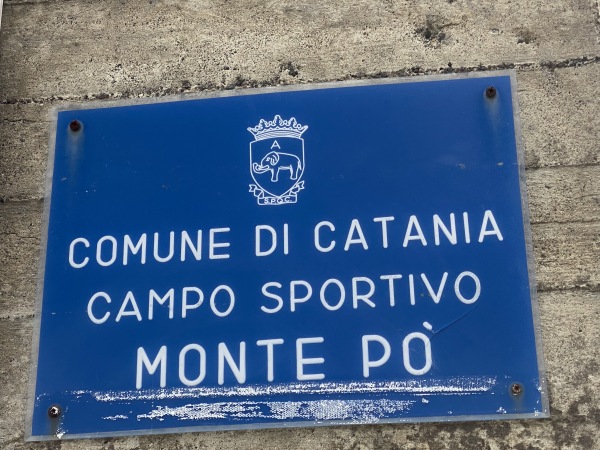 A
S.P.Q.C.
COMUNE DI CATANIA
CAMPO SPORTIVO
MONTE PÒ